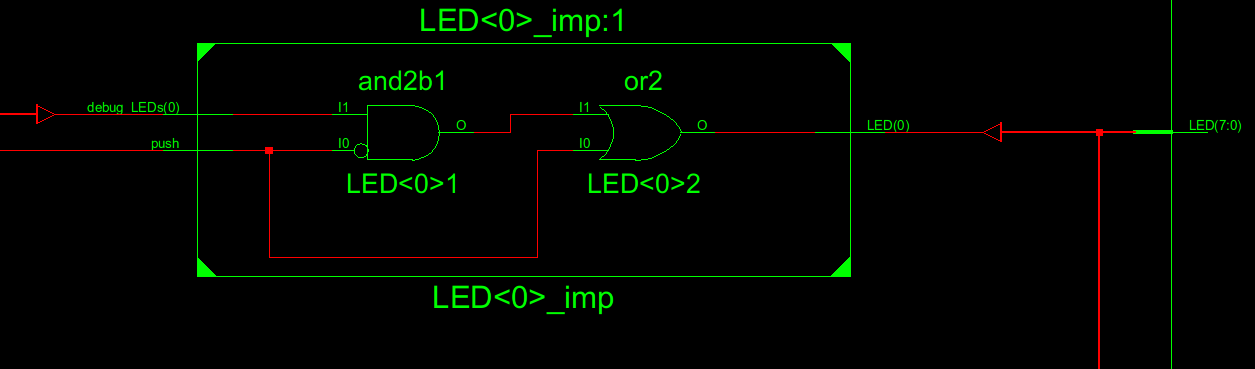 LED<0>_imp:1
and2b1
or2
debug_LEDs(0)
I1
O
I1
O
LED(0)
LED(7:0)
push
I0
I0
LED<0>1
LED<0>2
LED<0>_imp